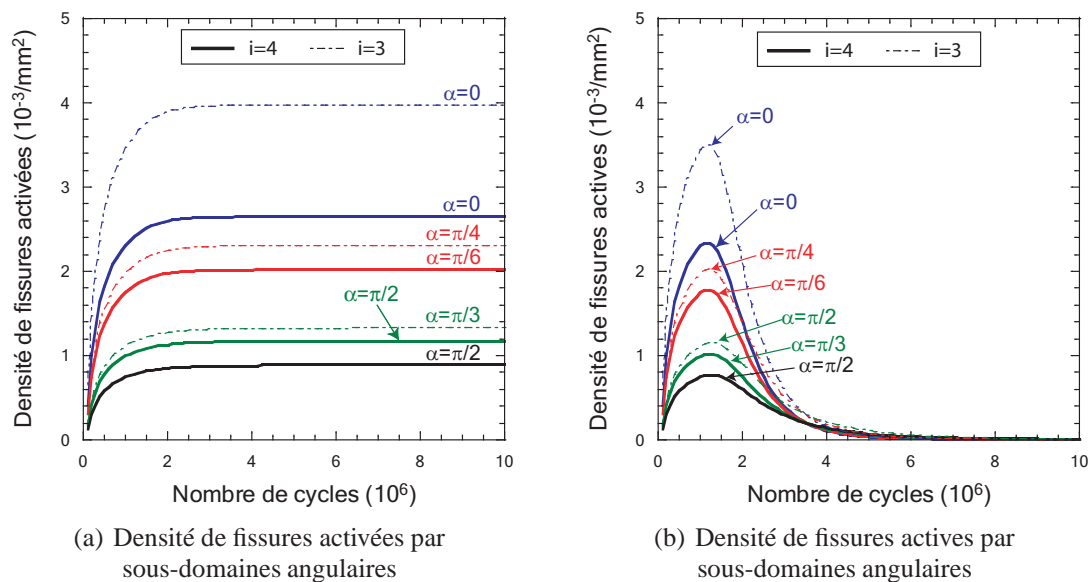 Densité de fissures activées (10⁻³/mm²)
5
4
3
2
1
0
i=4 i=3
α=0
α=0
α=π/4
α=π/6
α=π/2
α=π/3
α=π/2
0 2 4 6 8 10
Nombre de cycles (10⁶)
(a) Densité de fissures activées par
sous-domaines angulaires
Densité de fissures actives (10⁻³/mm²)
5
4
3
2
1
0
i=4 i=3
α=0
α=0
α=π/4
α=π/6
α=π/2
α=π/3
α=π/2
0 2 4 6 8 10
Nombre de cycles (10⁶)
(b) Densité de fissures actives par
sous-domaines angulaires